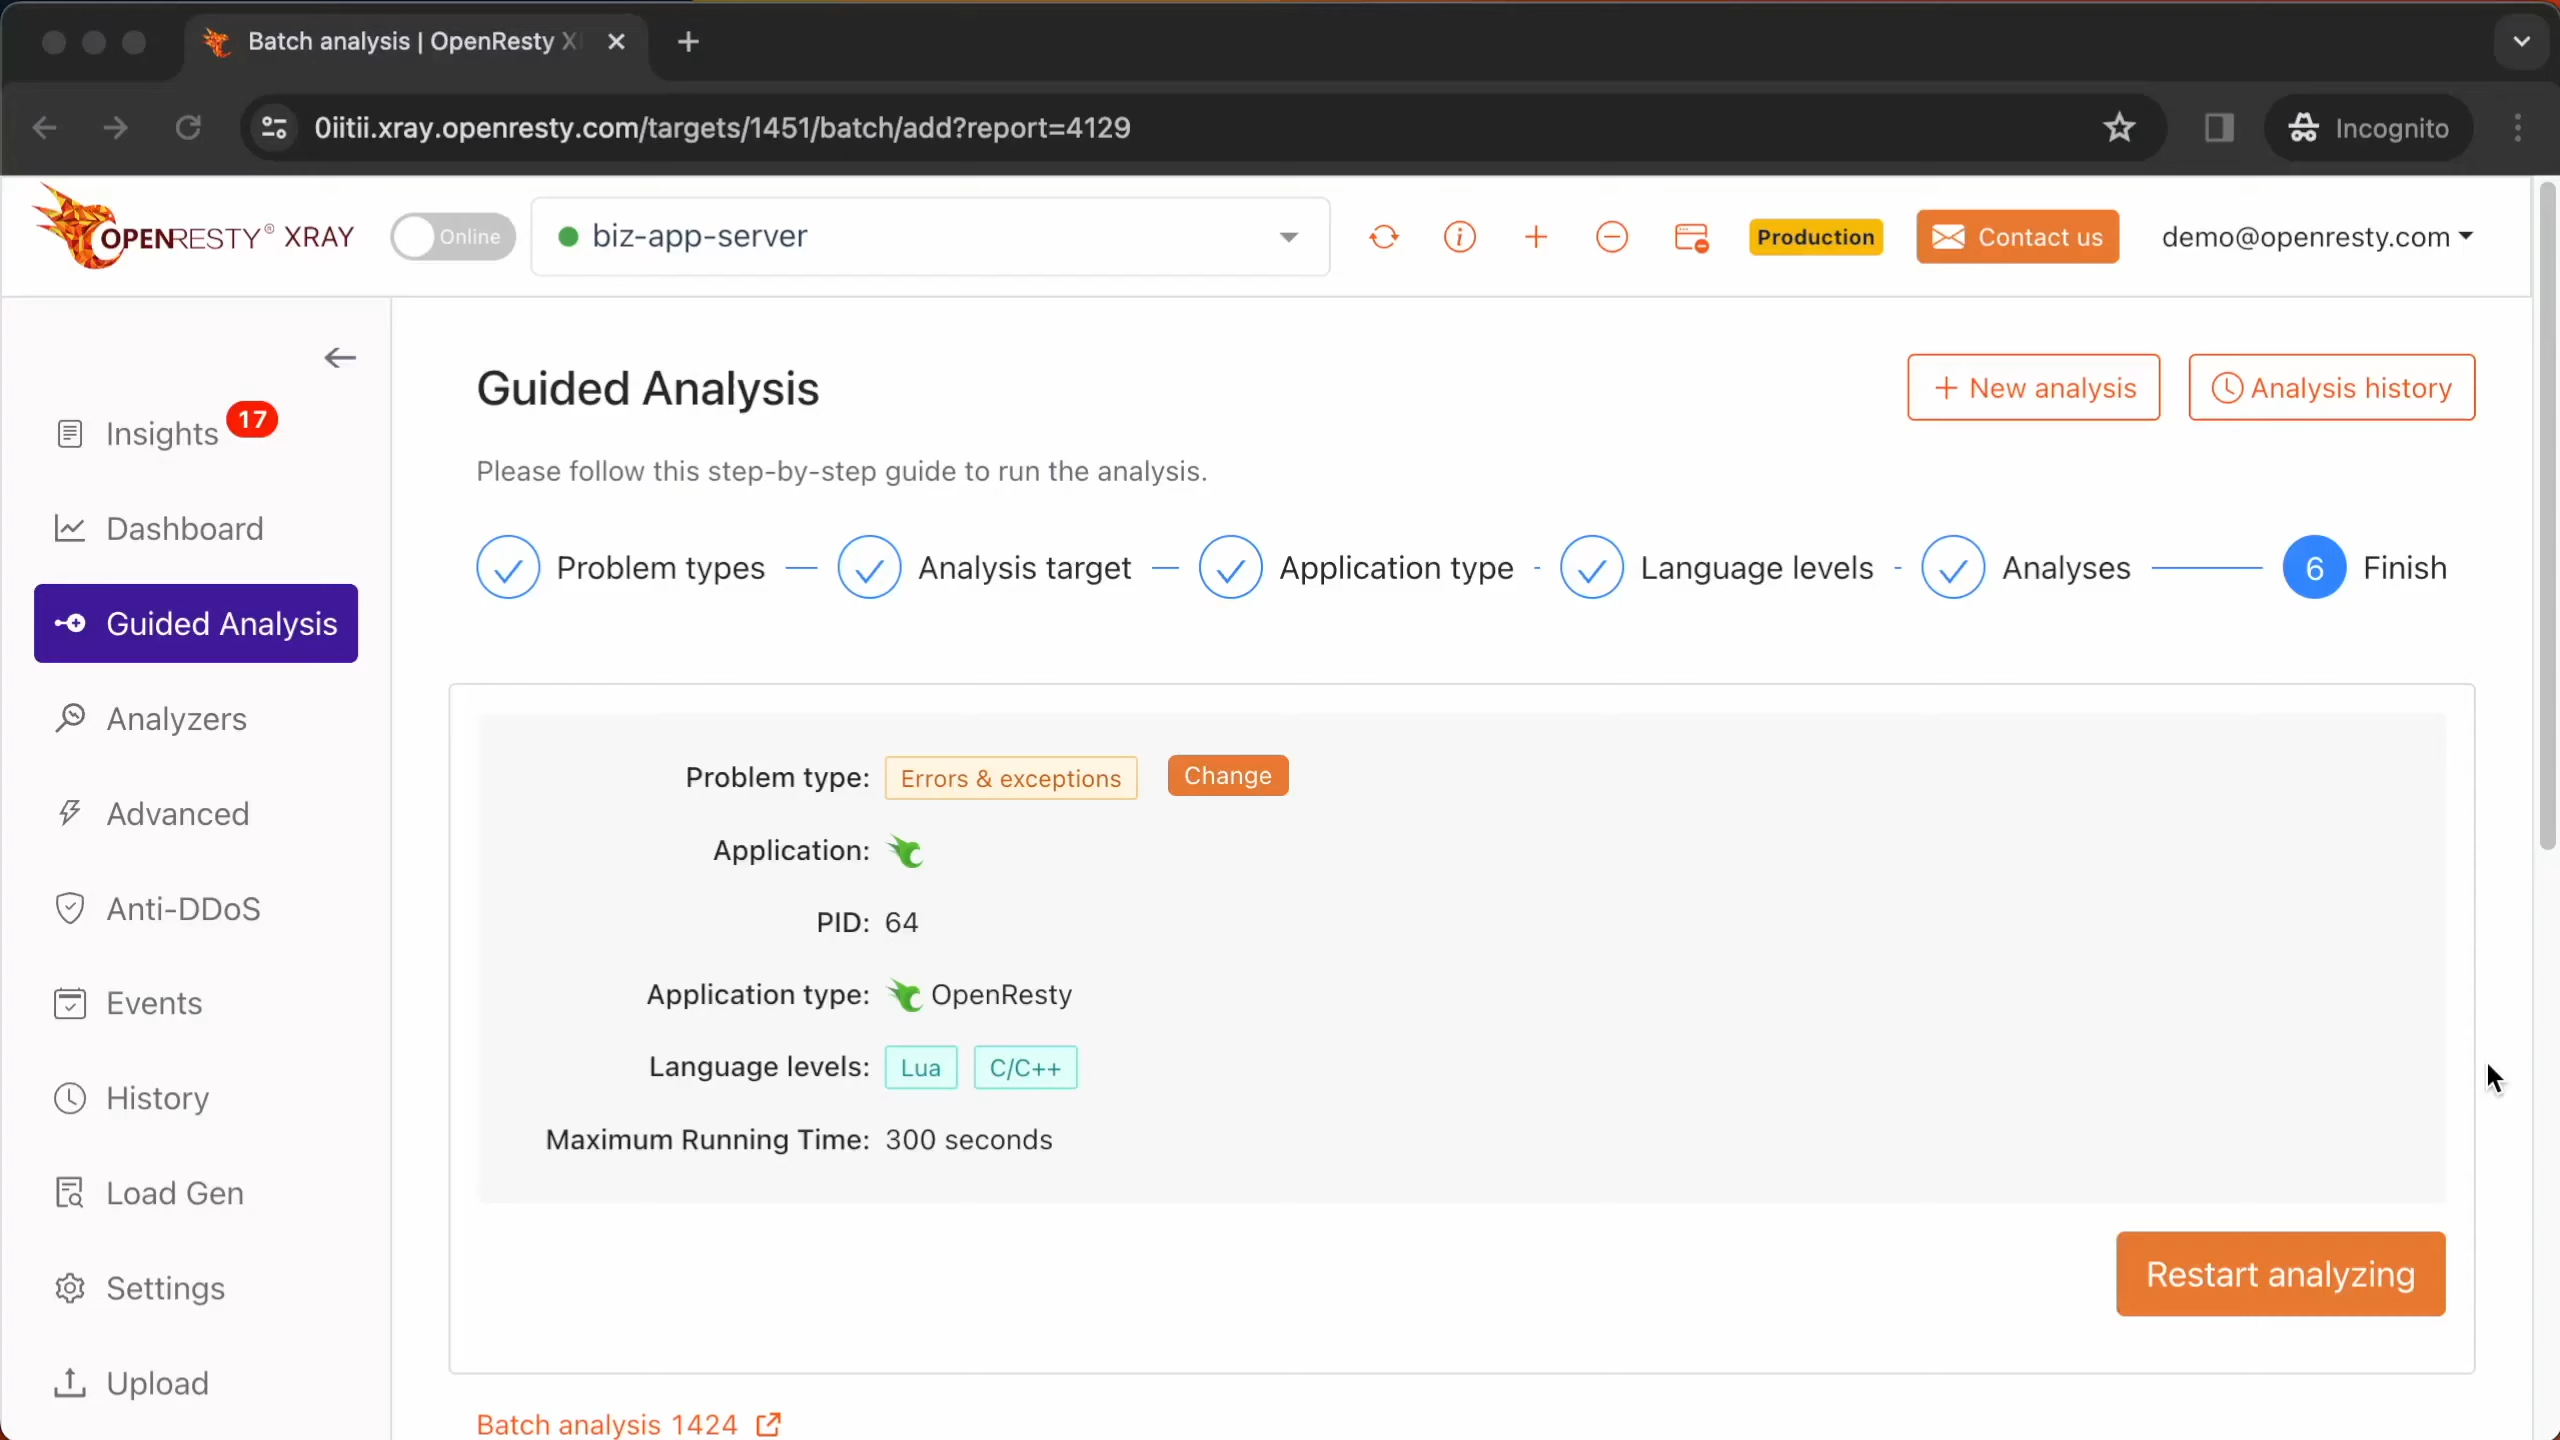 Batch analysis | OpenResty X
0iitii.xray.openresty.com/targets/1451/batch/add?report=4129
Incognito
OPENRESTY® XRAY
Online
biz-app-server
Production
Contact us
demo@openresty.com
Insights 17
Dashboard
Guided Analysis
Analyzers
Advanced
Anti-DDoS
Events
History
Load Gen
Settings
Upload
Guided Analysis
+ New analysis
Analysis history
Please follow this step-by-step guide to run the analysis.
Problem types
Analysis target
Application type
Language levels
Analyses
6 Finish
Problem type: Errors & exceptions Change
Application:
PID: 64
Application type: OpenResty
Language levels: Lua C/C++
Maximum Running Time: 300 seconds
Restart analyzing
Batch analysis 1424